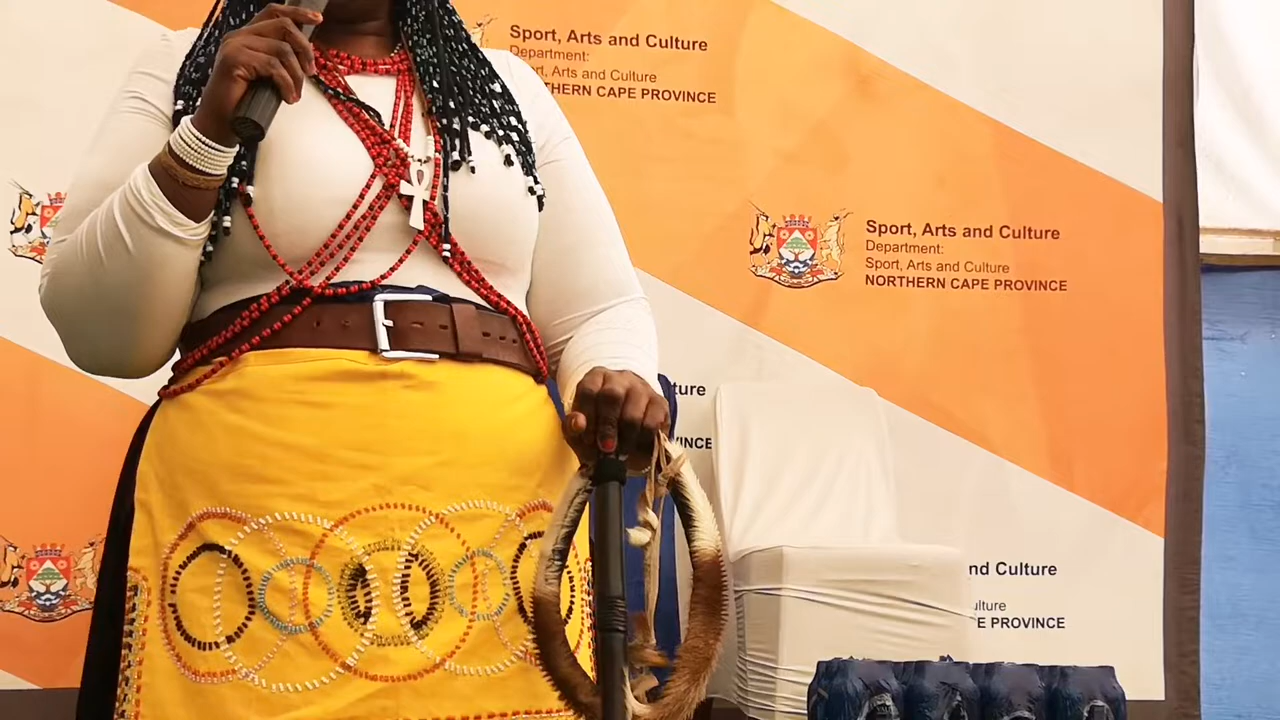 Sport, Arts and Culture
Department:
Sport, Arts and Culture
NORTHERN CAPE PROVINCE
Sport, Arts and Culture
Department:
Sport, Arts and Culture
NORTHERN CAPE PROVINCE
and Culture
PROVINCE